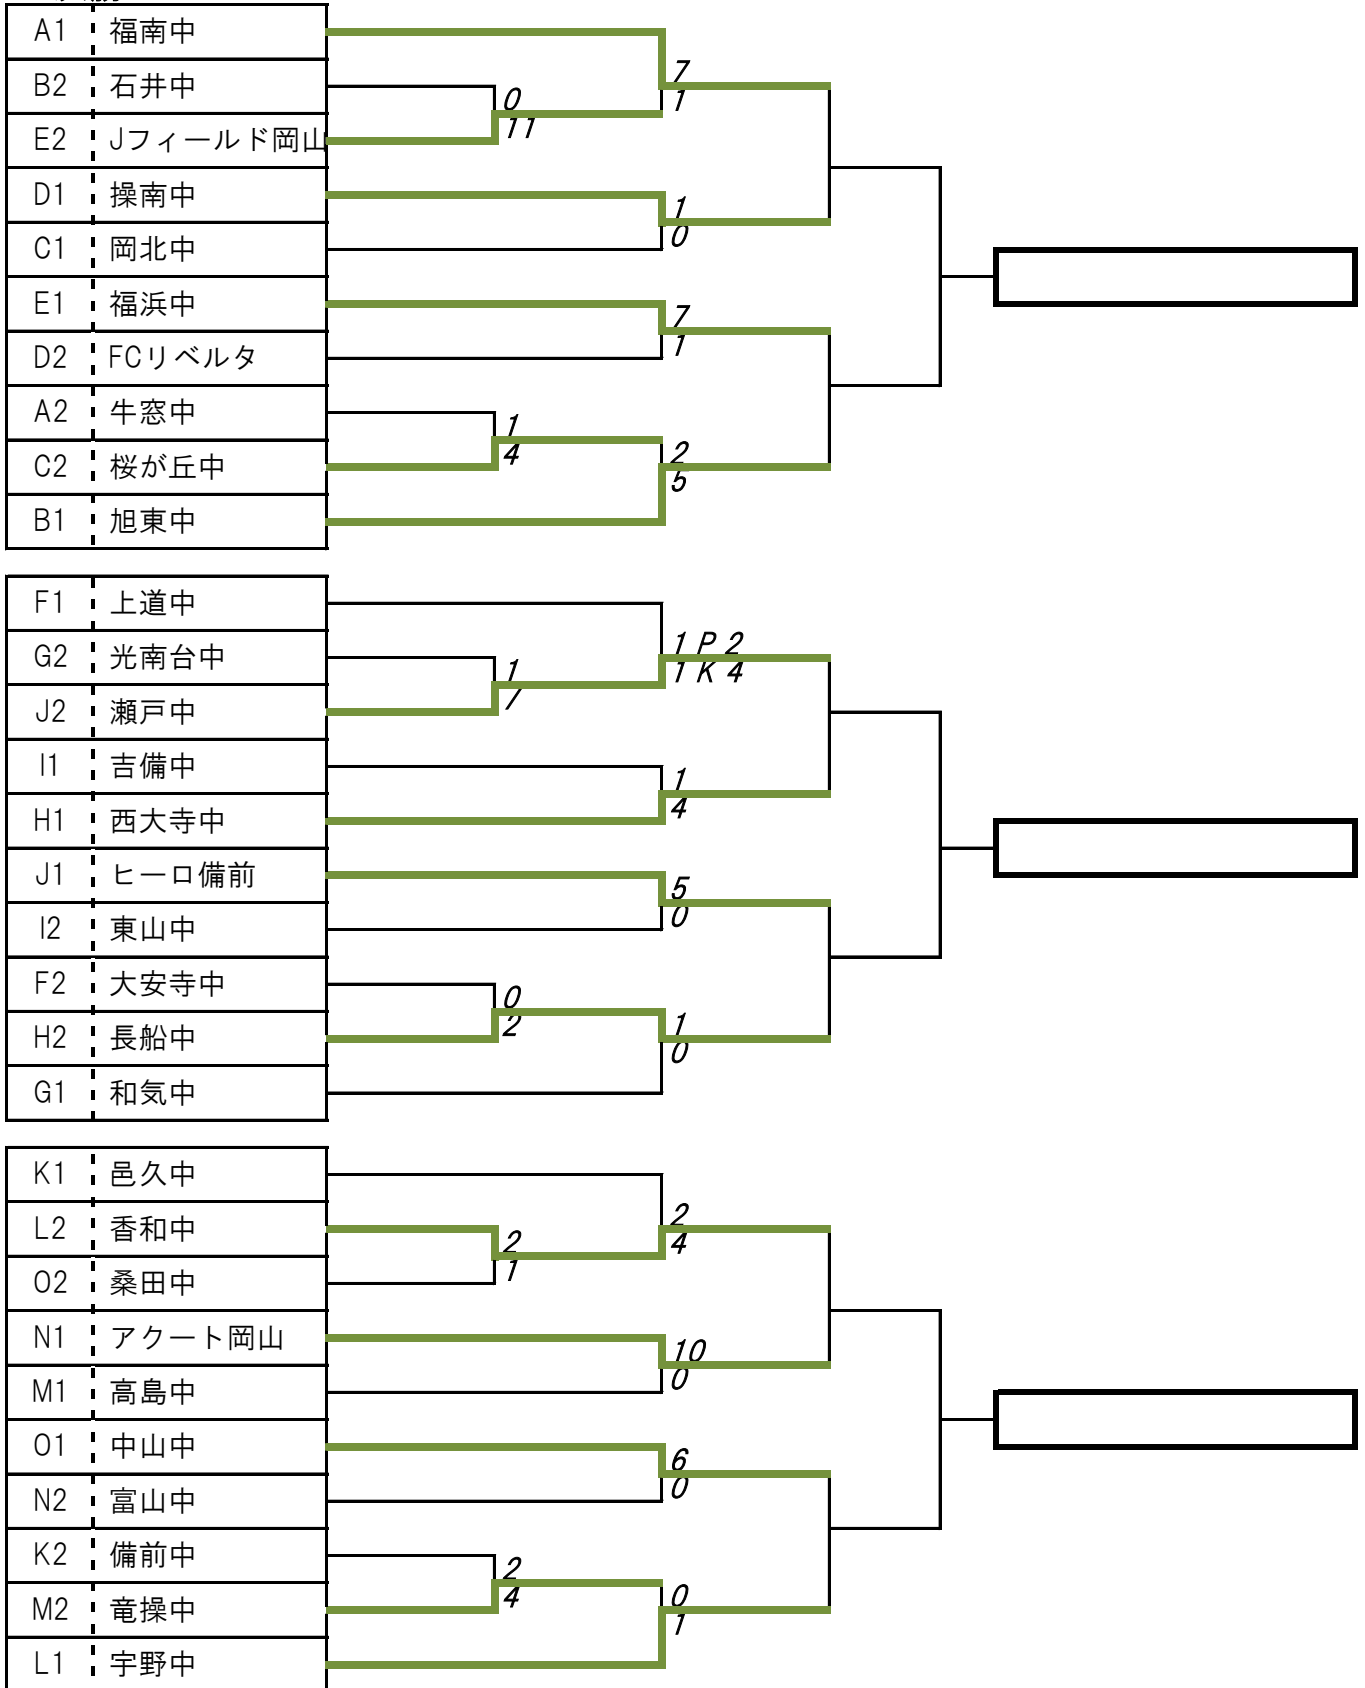 A1 福南中
7
B2 石井中
0
1
E2 Jフィールド岡山
11
D1 操南中
1
C1 岡北中
0
E1 福浜中
7
D2 FCリベルタ
1
A2 牛窓中
1
C2 桜が丘中
4
2
5
B1 旭東中
F1 上道中
1 P 2
G2 光南台中
1
1 K 4
J2 瀬戸中
7
I1 吉備中
1
H1 西大寺中
4
J1 ヒーロ備前
5
I2 東山中
0
F2 大安寺中
0
H2 長船中
2
1
0
G1 和気中
K1 邑久中
2
L2 香和中
2
4
O2 桑田中
1
N1 アクート岡山
10
M1 高島中
0
O1 中山中
6
N2 富山中
0
K2 備前中
2
M2 竜操中
4
0
1
L1 宇野中